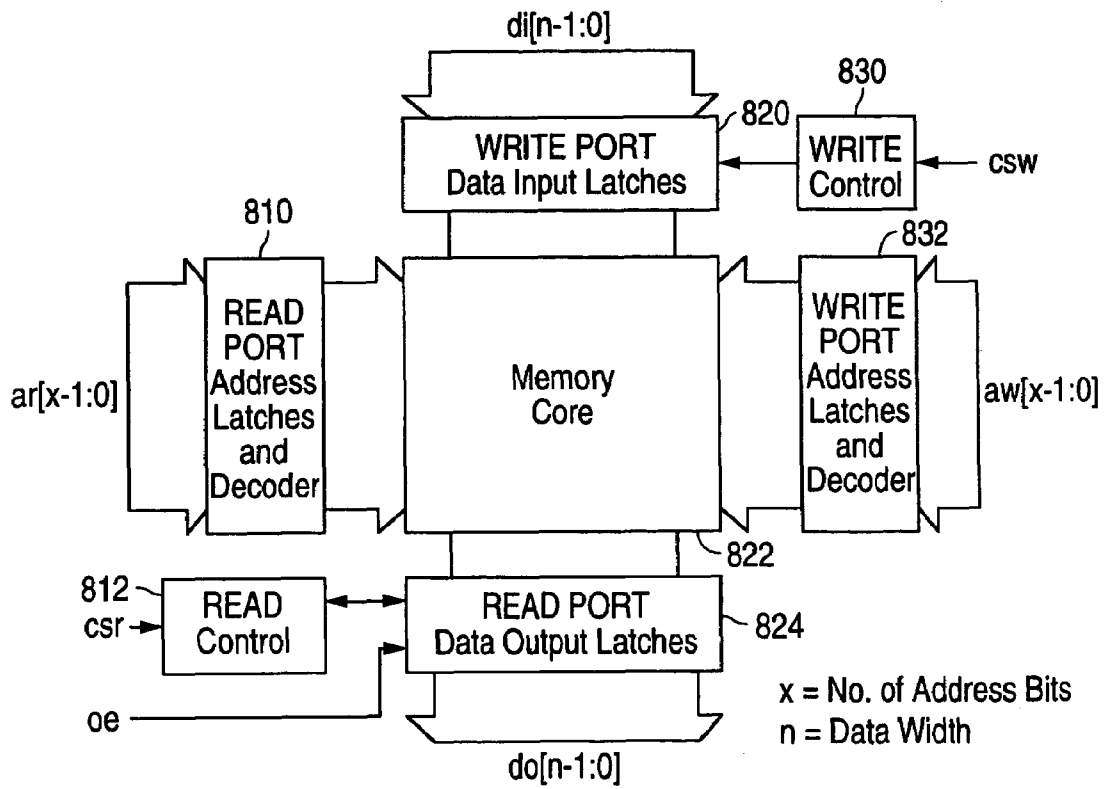 di[n-1:0]
820
830
WRITE PORT
Data Input Latches
WRITE
Control
csw
810
832
READ
PORT
Address
Latches
and
Decoder
ar[x-1:0]
Memory
Core
WRITE
PORT
Address
Latches
and
Decoder
aw[x-1:0]
822
812
READ
Control
csr
READ PORT
Data Output Latches
824
oe
x = No. of Address Bits
n = Data Width
do[n-1:0]